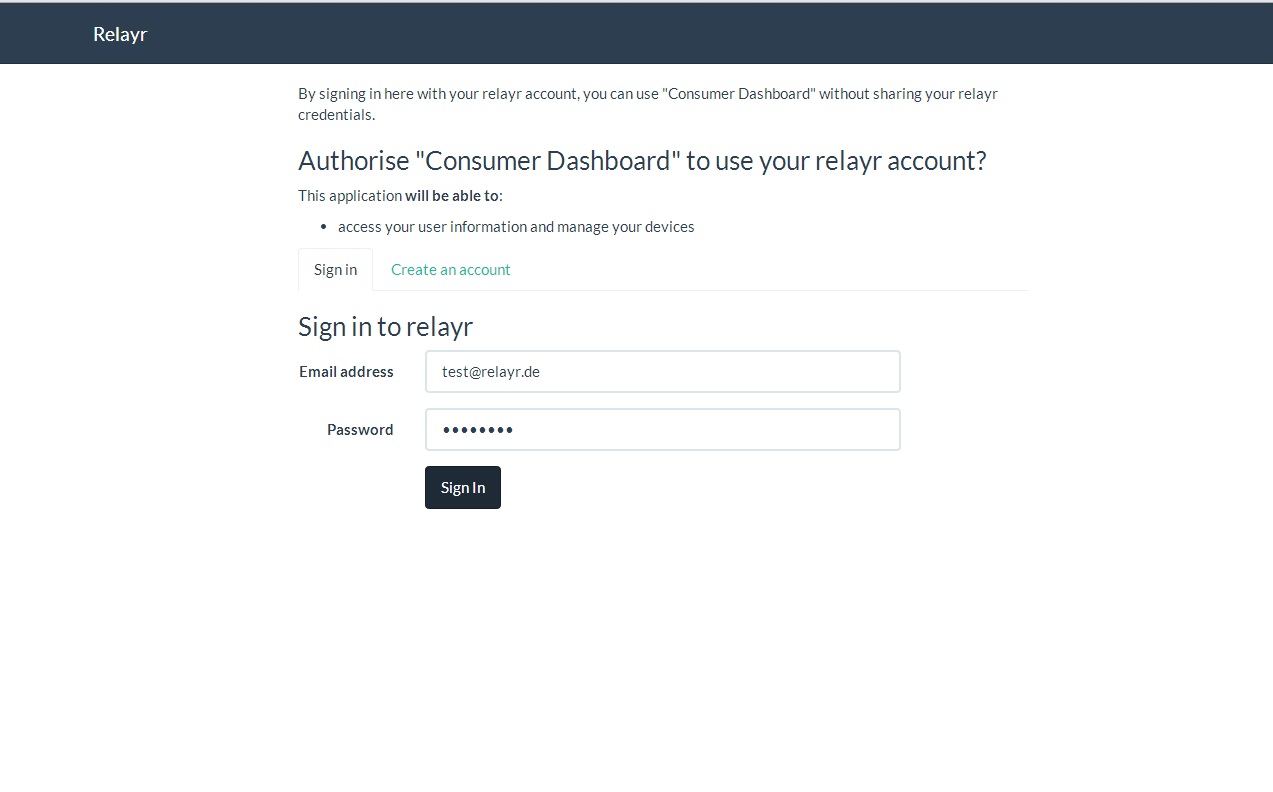 Relayr
By signing in here with your relayr account, you can use "Consumer Dashboard" without sharing your relayr
credentials.
Authorise "Consumer Dashboard" to use your relayr account?
This application will be able to:
• access your user information and manage your devices
Sign in Create an account
Sign in to relayr
Email address test@relayr.de
Password ••••••••
Sign In